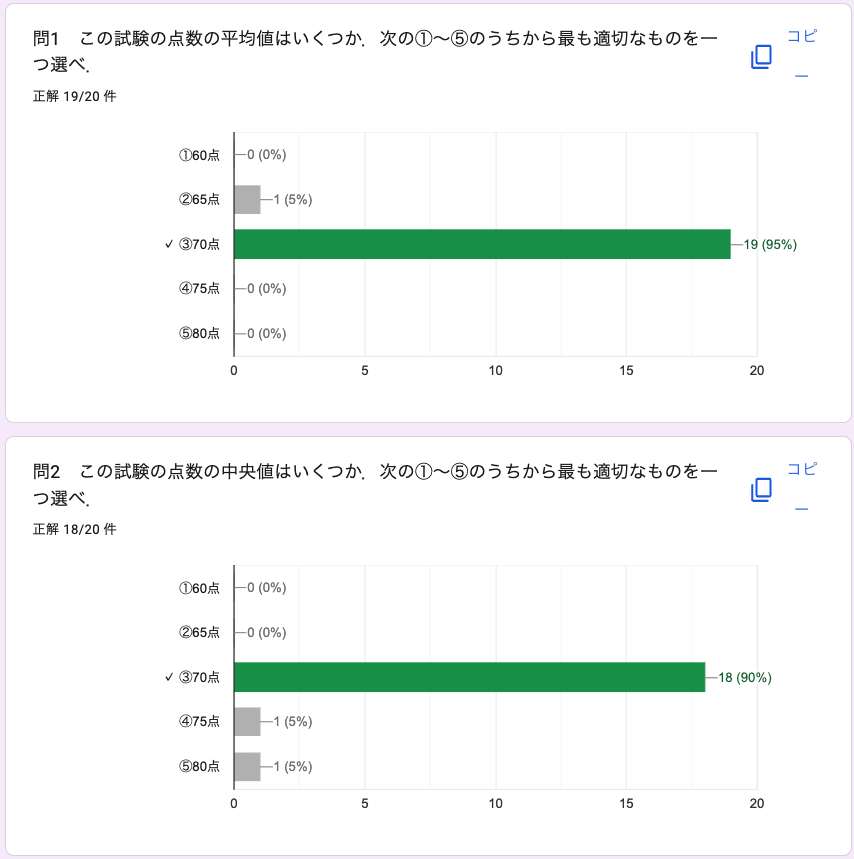 問1　この試験の点数の平均値はいくつか．次の①〜⑤のうちから最も適切なものを一
つ選べ．
コピ
ー
正解 19/20 件
①60点
0 (0%)
②65点
1 (5%)
✓ ③70点
19 (95%)
④75点
0 (0%)
⑤80点
0 (0%)
0 5 10 15 20
問2　この試験の点数の中央値はいくつか．次の①〜⑤のうちから最も適切なものを一
つ選べ．
コピ
ー
正解 18/20 件
①60点
0 (0%)
②65点
0 (0%)
✓ ③70点
18 (90%)
④75点
1 (5%)
⑤80点
1 (5%)
0 5 10 15 20